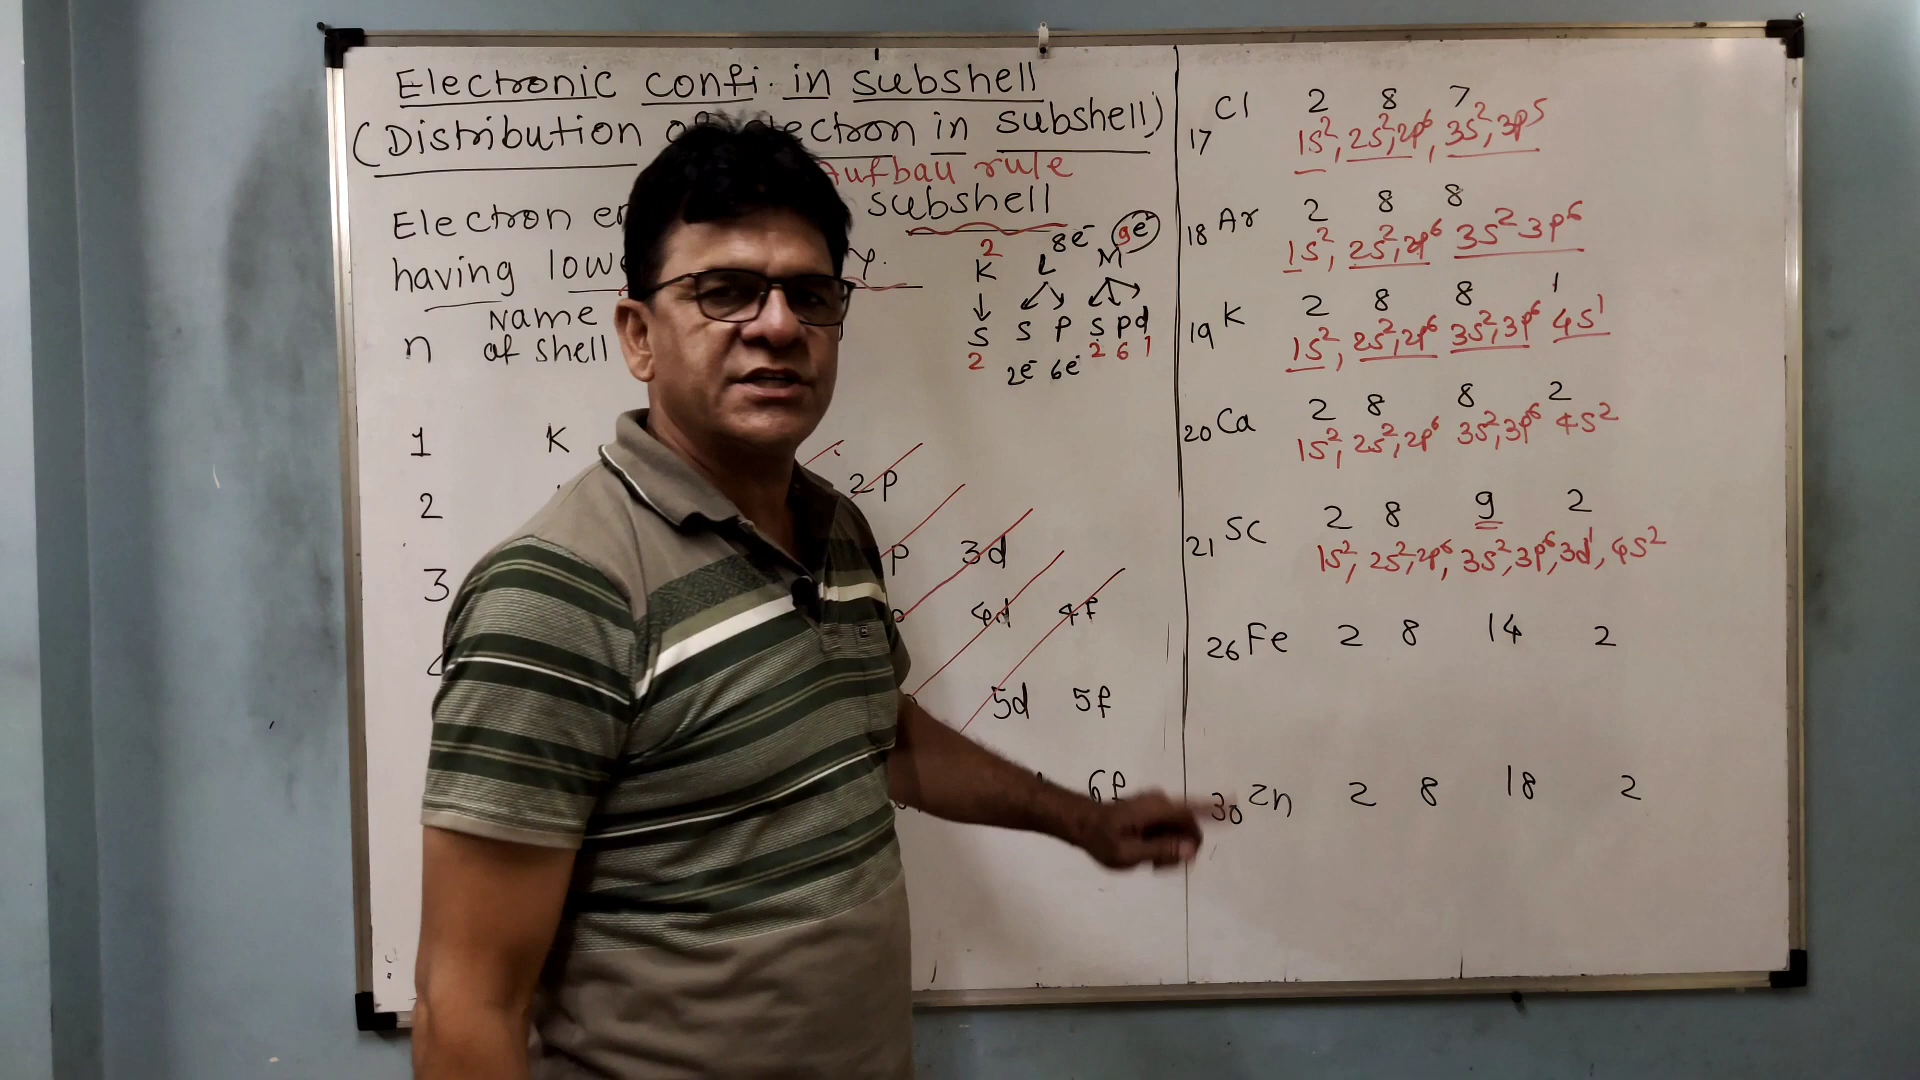 Electronic confi. in subshell
(Distribution of electron in subshell)
Aufbau rule
Electron subshell
having
n Name of shell
2 8e⁻ 9e⁻
K L M
S S P S P d
2 2e⁻ 6e⁻ 2 6 1
1 K
2 2p
3 3d
4d 4f
5d 5f
6f
17 Cl 2 8 7
1s², 2s², 2p⁶, 3s², 3p5
18 Ar 2 8 8
1s², 2s², 2p⁶ 3s² 3p⁶
19 K 2 8 8 1
1s², 2s², 2p⁶ 3s², 3p⁶ 4s¹
20 Ca 2 8 8 2
1s², 2s², 2p⁶ 3s², 3p⁶ 4s²
21 Sc 2 8 9 2
1s², 2s², 2p⁶, 3s², 3p⁶, 3d¹, 4s²
26 Fe 2 8 14 2
30 Zn 2 8 18 2